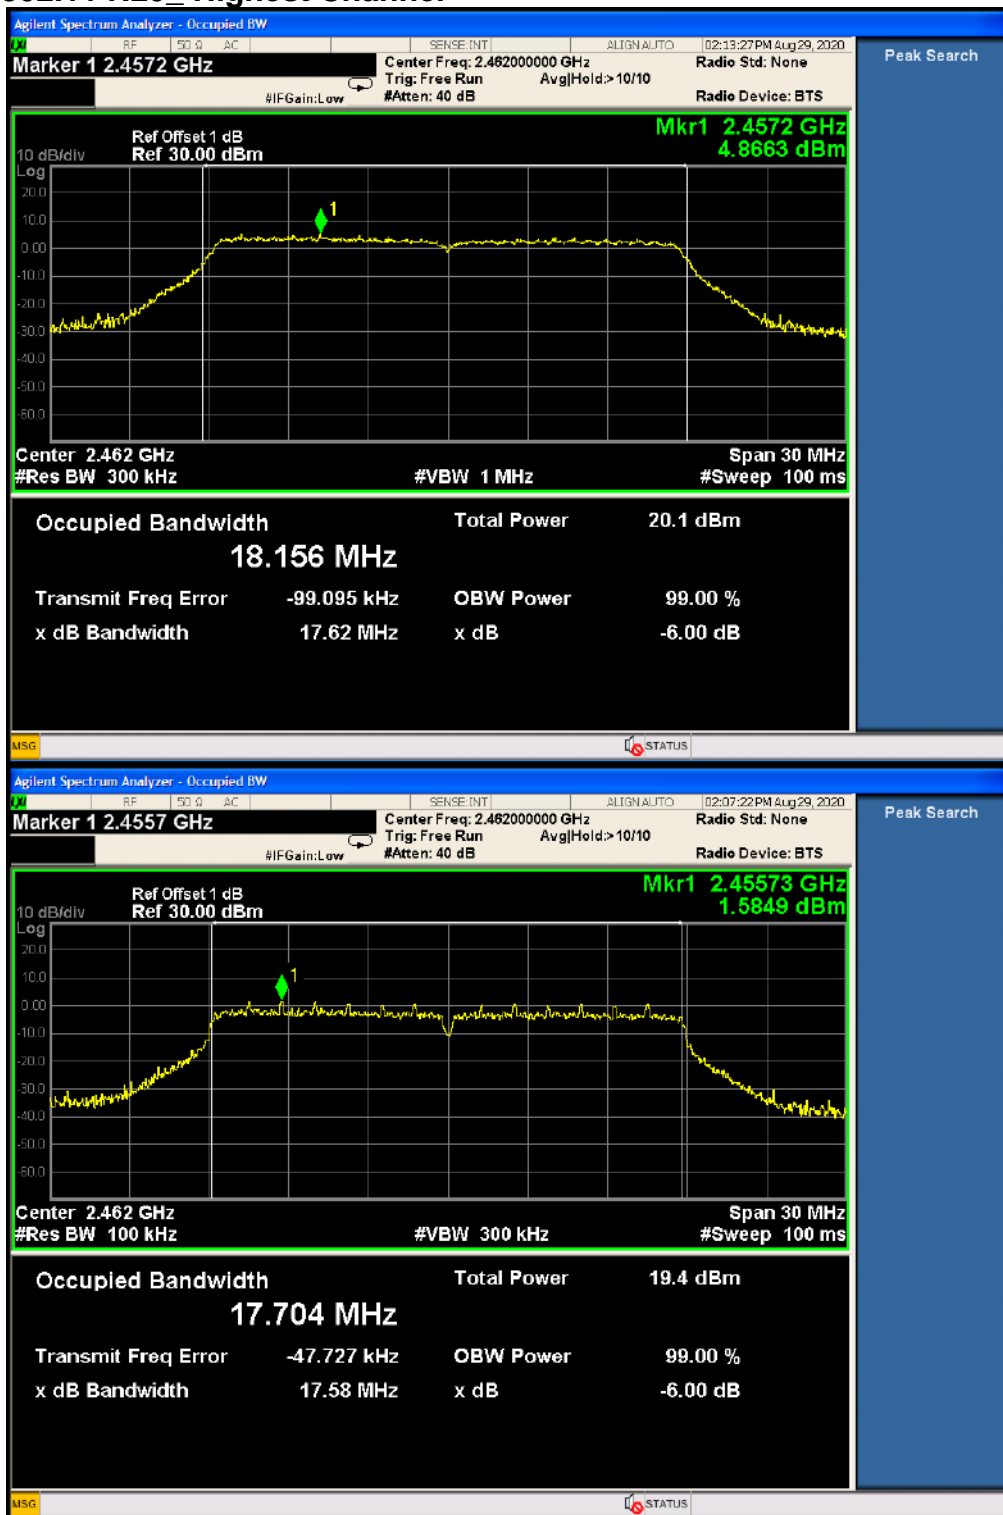 Highest Channel
Agilent Spectrum Analyzer - Occupied BW
RF 50 Ω AC SENSE:INT ALIGNAUTO 02:13:27 PM Aug 29, 2020
Marker 1 2.4572 GHz
Center Freq: 2.462000000 GHz
Radio Std: None
Trig: Free Run Avg|Hold:>10/10
#IFGain:Low #Atten: 40 dB Radio Device: BTS
Peak Search
Mkr1 2.4572 GHz
4.8663 dBm
Ref Offset 1 dB
10 dB/div Ref 30.00 dBm
Log
20.0
10.0
0.00
-10.0
-20.0
-30.0
-40.0
-50.0
-60.0
1
Center 2.462 GHz Span 30 MHz
#Res BW 300 kHz #VBW 1 MHz #Sweep 100 ms
Occupied Bandwidth Total Power 20.1 dBm
18.156 MHz
Transmit Freq Error -99.095 kHz OBW Power 99.00 %
x dB Bandwidth 17.62 MHz x dB -6.00 dB
MSG STATUS
Agilent Spectrum Analyzer - Occupied BW
RF 50 Ω AC SENSE:INT ALIGNAUTO 02:07:22 PM Aug 29, 2020
Marker 1 2.4557 GHz
Center Freq: 2.462000000 GHz
Radio Std: None
Trig: Free Run Avg|Hold:>10/10
#IFGain:Low #Atten: 40 dB Radio Device: BTS
Peak Search
Mkr1 2.45573 GHz
1.5849 dBm
Ref Offset 1 dB
10 dB/div Ref 30.00 dBm
Log
20.0
10.0
0.00
-10.0
-20.0
-30.0
-40.0
-50.0
-60.0
1
Center 2.462 GHz Span 30 MHz
#Res BW 100 kHz #VBW 300 kHz #Sweep 100 ms
Occupied Bandwidth Total Power 19.4 dBm
17.704 MHz
Transmit Freq Error -47.727 kHz OBW Power 99.00 %
x dB Bandwidth 17.58 MHz x dB -6.00 dB
MSG STATUS